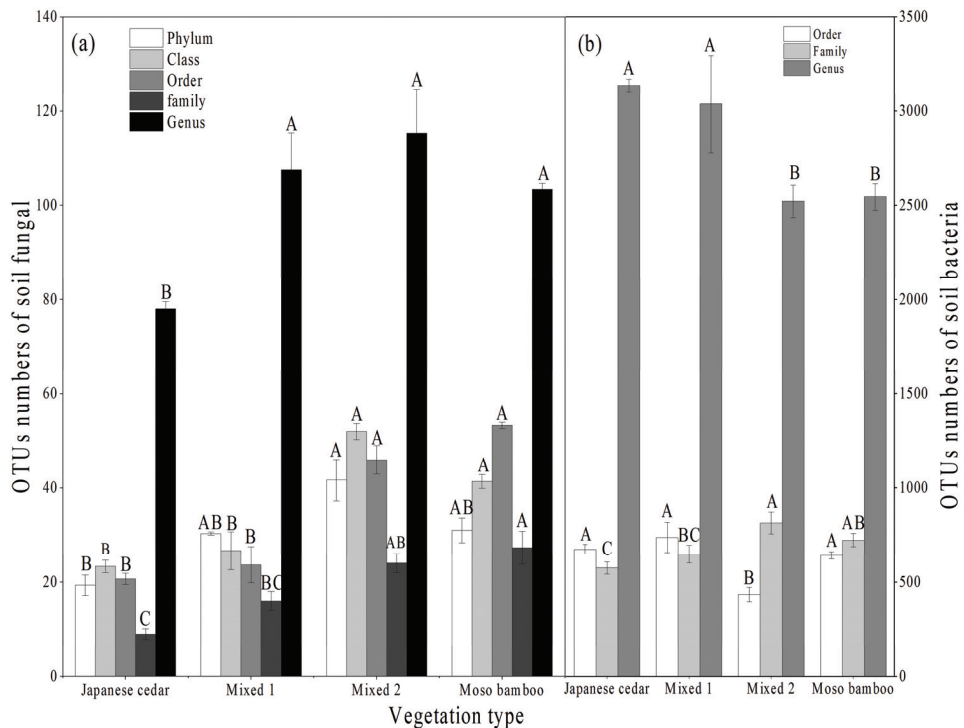 (a)
Phylum
Class
Order
family
Genus
(b)
Order
Family
Genus
OTUs numbers of soil fungal
140
120
100
80
60
40
20
0
B
B
B
C
B
AB
B
B
BC
A
A
A
A
AB
A
AB
A
A
A
A
A
C
A
A
BC
A
B
A
B
A
AB
B
3500
3000
2500
2000
1500
1000
500
0
OTUs numbers of soil bacteria
Japanese cedar
Mixed 1
Mixed 2
Moso bamboo
Japanese cedar
Mixed 1
Mixed 2
Moso bamboo
Vegetation type